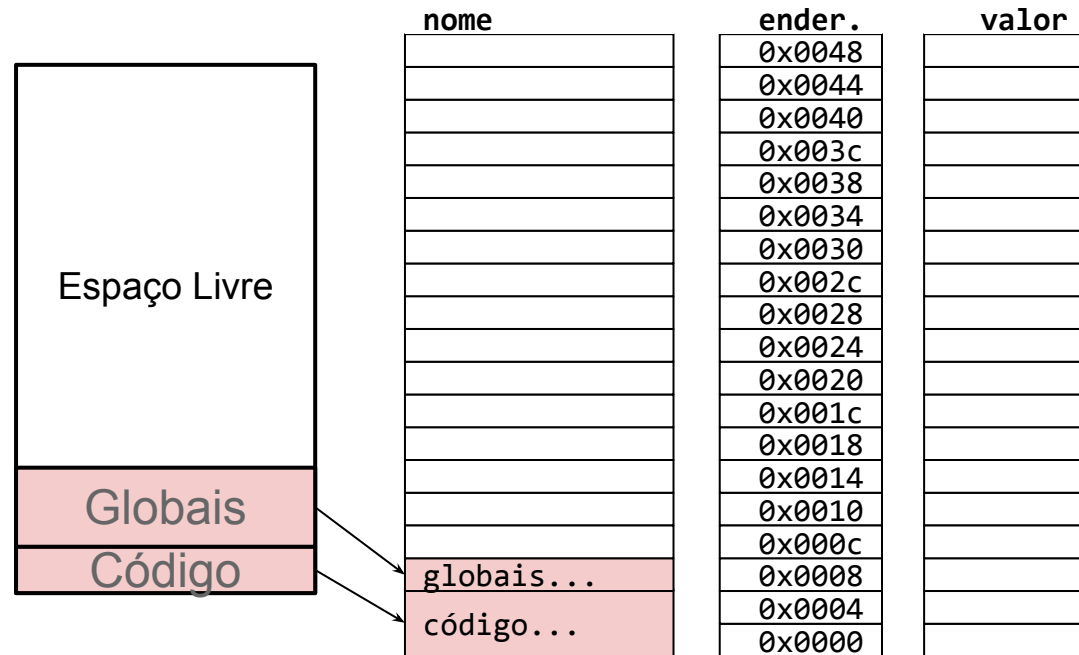 nome ender. valor
0x0048
0x0044
0x0040
0x003c
0x0038
0x0034
0x0030
Espaço Livre
0x002c
0x0028
0x0024
0x0020
0x001c
0x0018
0x0014
Globais
0x0010
0x000c
Código
globais... 0x0008
código... 0x0004
0x0000